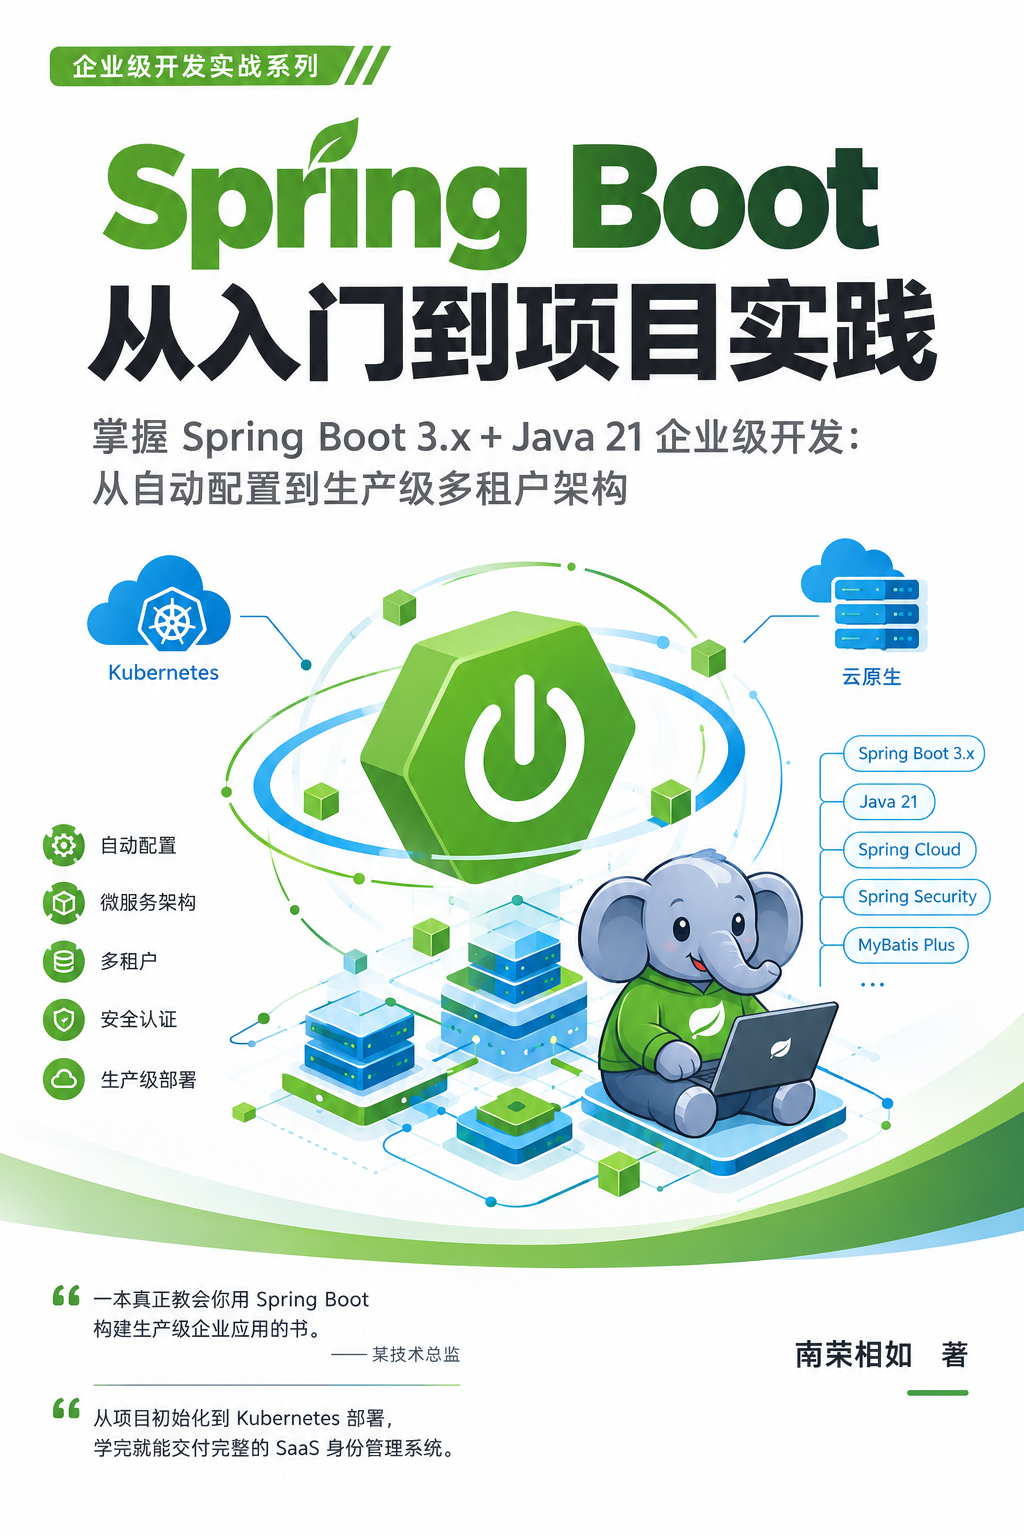 企业级开发实战系列
Spring Boot
从入门到项目实践
掌握 Spring Boot 3.x + Java 21 企业级开发：
从自动配置到生产级多租户架构
Kubernetes
云原生
Spring Boot 3.x
Java 21
Spring Cloud
Spring Security
MyBatis Plus
...
自动配置
微服务架构
多租户
安全认证
生产级部署
“一本真正教会你用 Spring Boot
构建生产级企业应用的书。
—— 某技术总监
“从项目初始化到 Kubernetes 部署，
学完就能交付完整的 SaaS 身份管理系统。
南荣相如 著